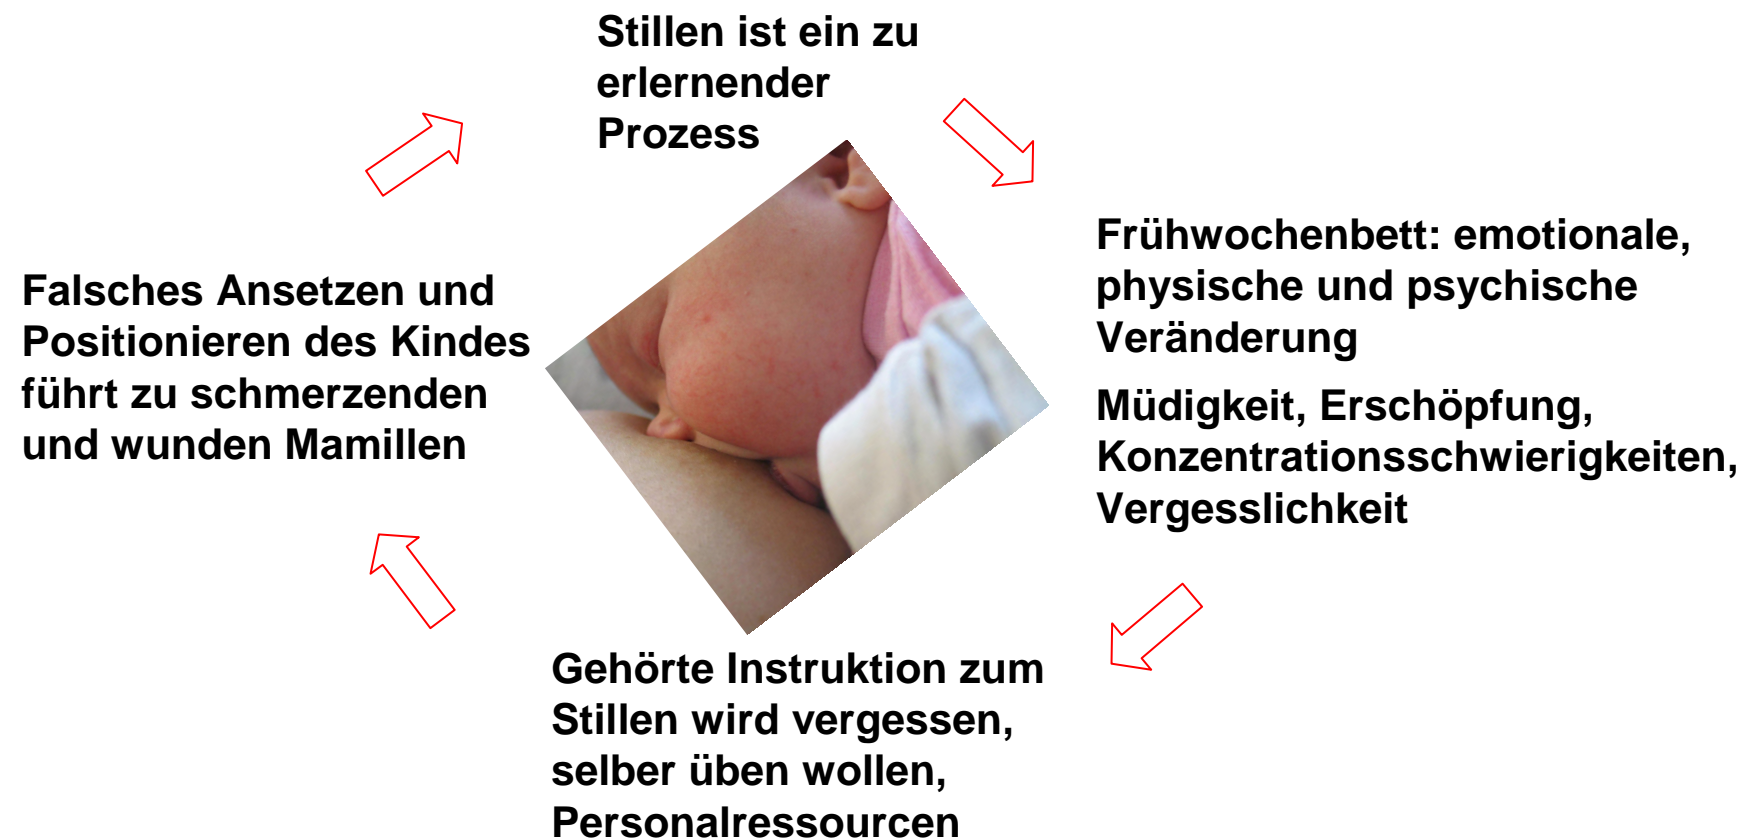 Stillen ist ein zu
erlernender
Prozess
Frühwochenbett: emotionale,
physische und psychische
Veränderung
Müdigkeit, Erschöpfung,
Konzentrationsschwierigkeiten,
Vergesslichkeit
Gehörte Instruktion zum
Stillen wird vergessen,
selber üben wollen,
Personalressourcen
Falsches Ansetzen und
Positionieren des Kindes
führt zu schmerzenden
und wunden Mamillen